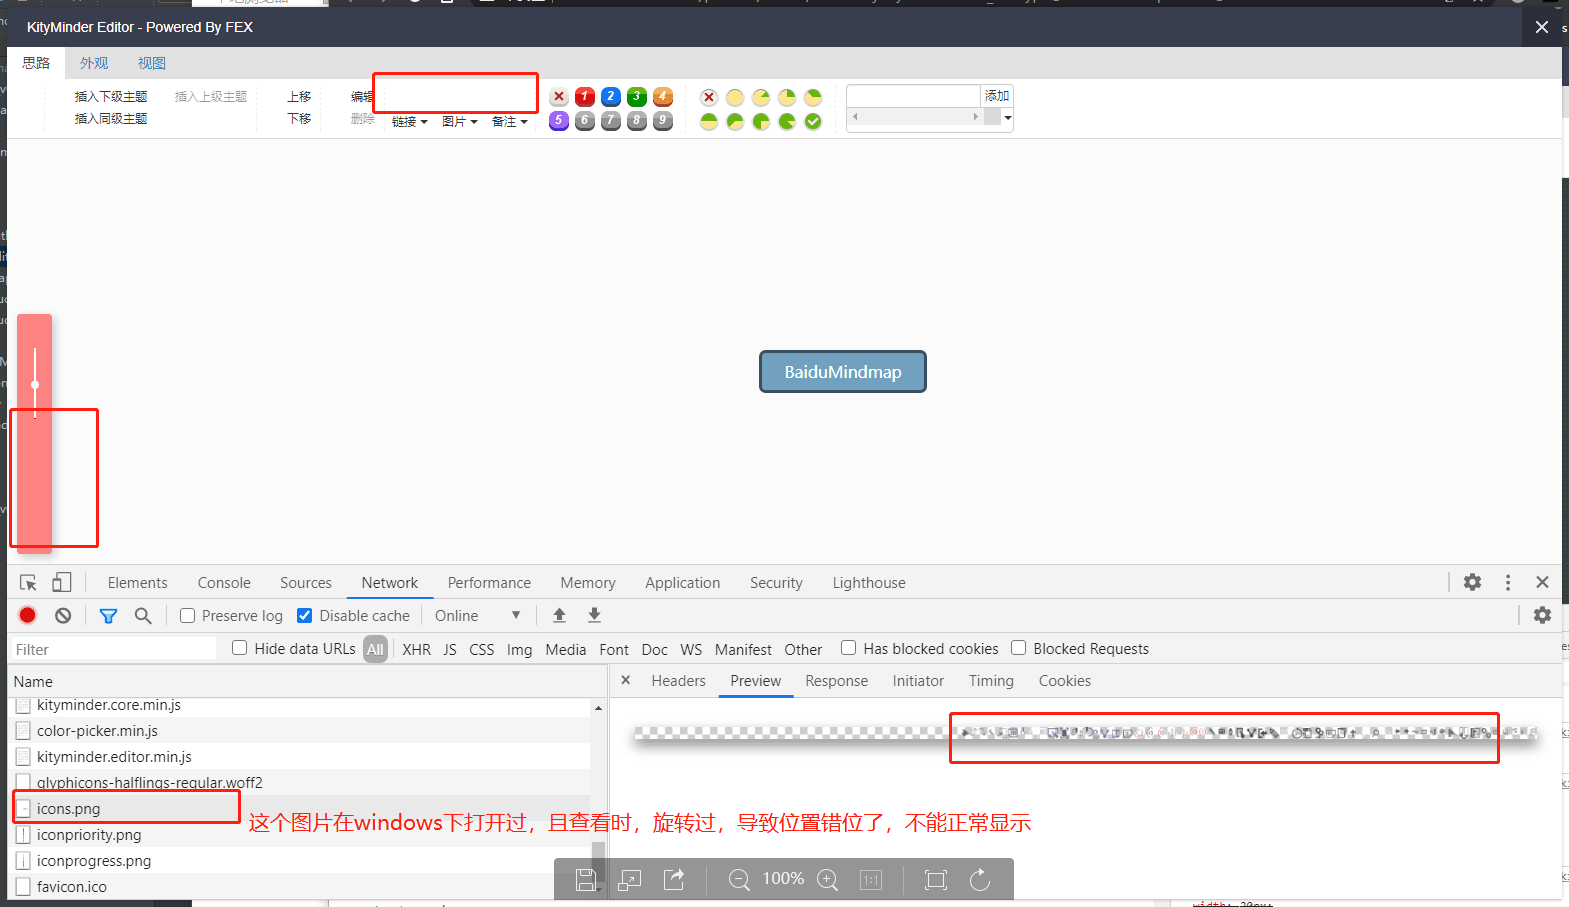 KityMinder Editor - Powered By FEX
思路 外观 视图
插入下级主题 插入上级主题 上移 编辑 1 2 3 4 添加
插入同级主题 下移 删除 链接 图片 备注 5 6 7 8 9
BaiduMindmap
Elements Console Sources Network Performance Memory Application Security Lighthouse
Preserve log Disable cache Online
Filter Hide data URLs All XHR JS CSS Img Media Font Doc WS Manifest Other Has blocked cookies Blocked Requests
Name Headers Preview Response Initiator Timing Cookies
kityminder.core.min.js
color-picker.min.js
kityminder.editor.min.js
glyphicons-halflings-regular.woff2
icons.png
这个图片在windows下打开过，且查看时，旋转过，导致位置错位了，不能正常显示
iconpriority.png
iconprogress.png
100% 1:1
favicon.ico